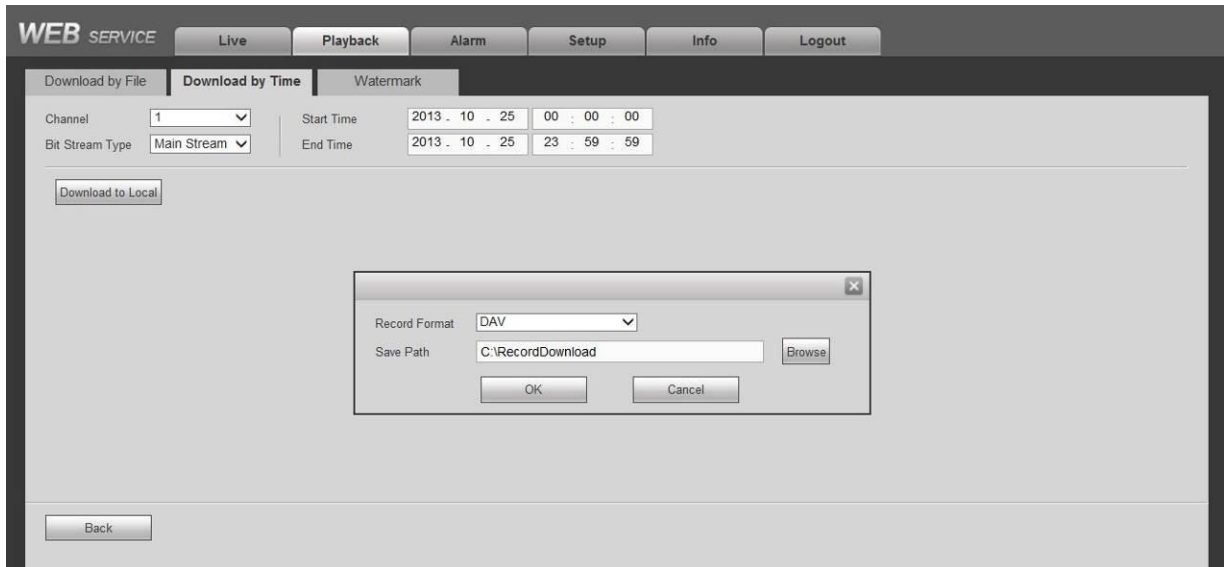 WEB SERVICE Live Playback Alarm Setup Info Logout
Download by File Download by Time Watermark
Channel 1 Start Time 2013 . 10 . 25 00 : 00 : 00
Bit Stream Type Main Stream End Time 2013 . 10 . 25 23 : 59 : 59
Download to Local
Record Format DAV
Save Path C:\RecordDownload Browse
OK Cancel
Back